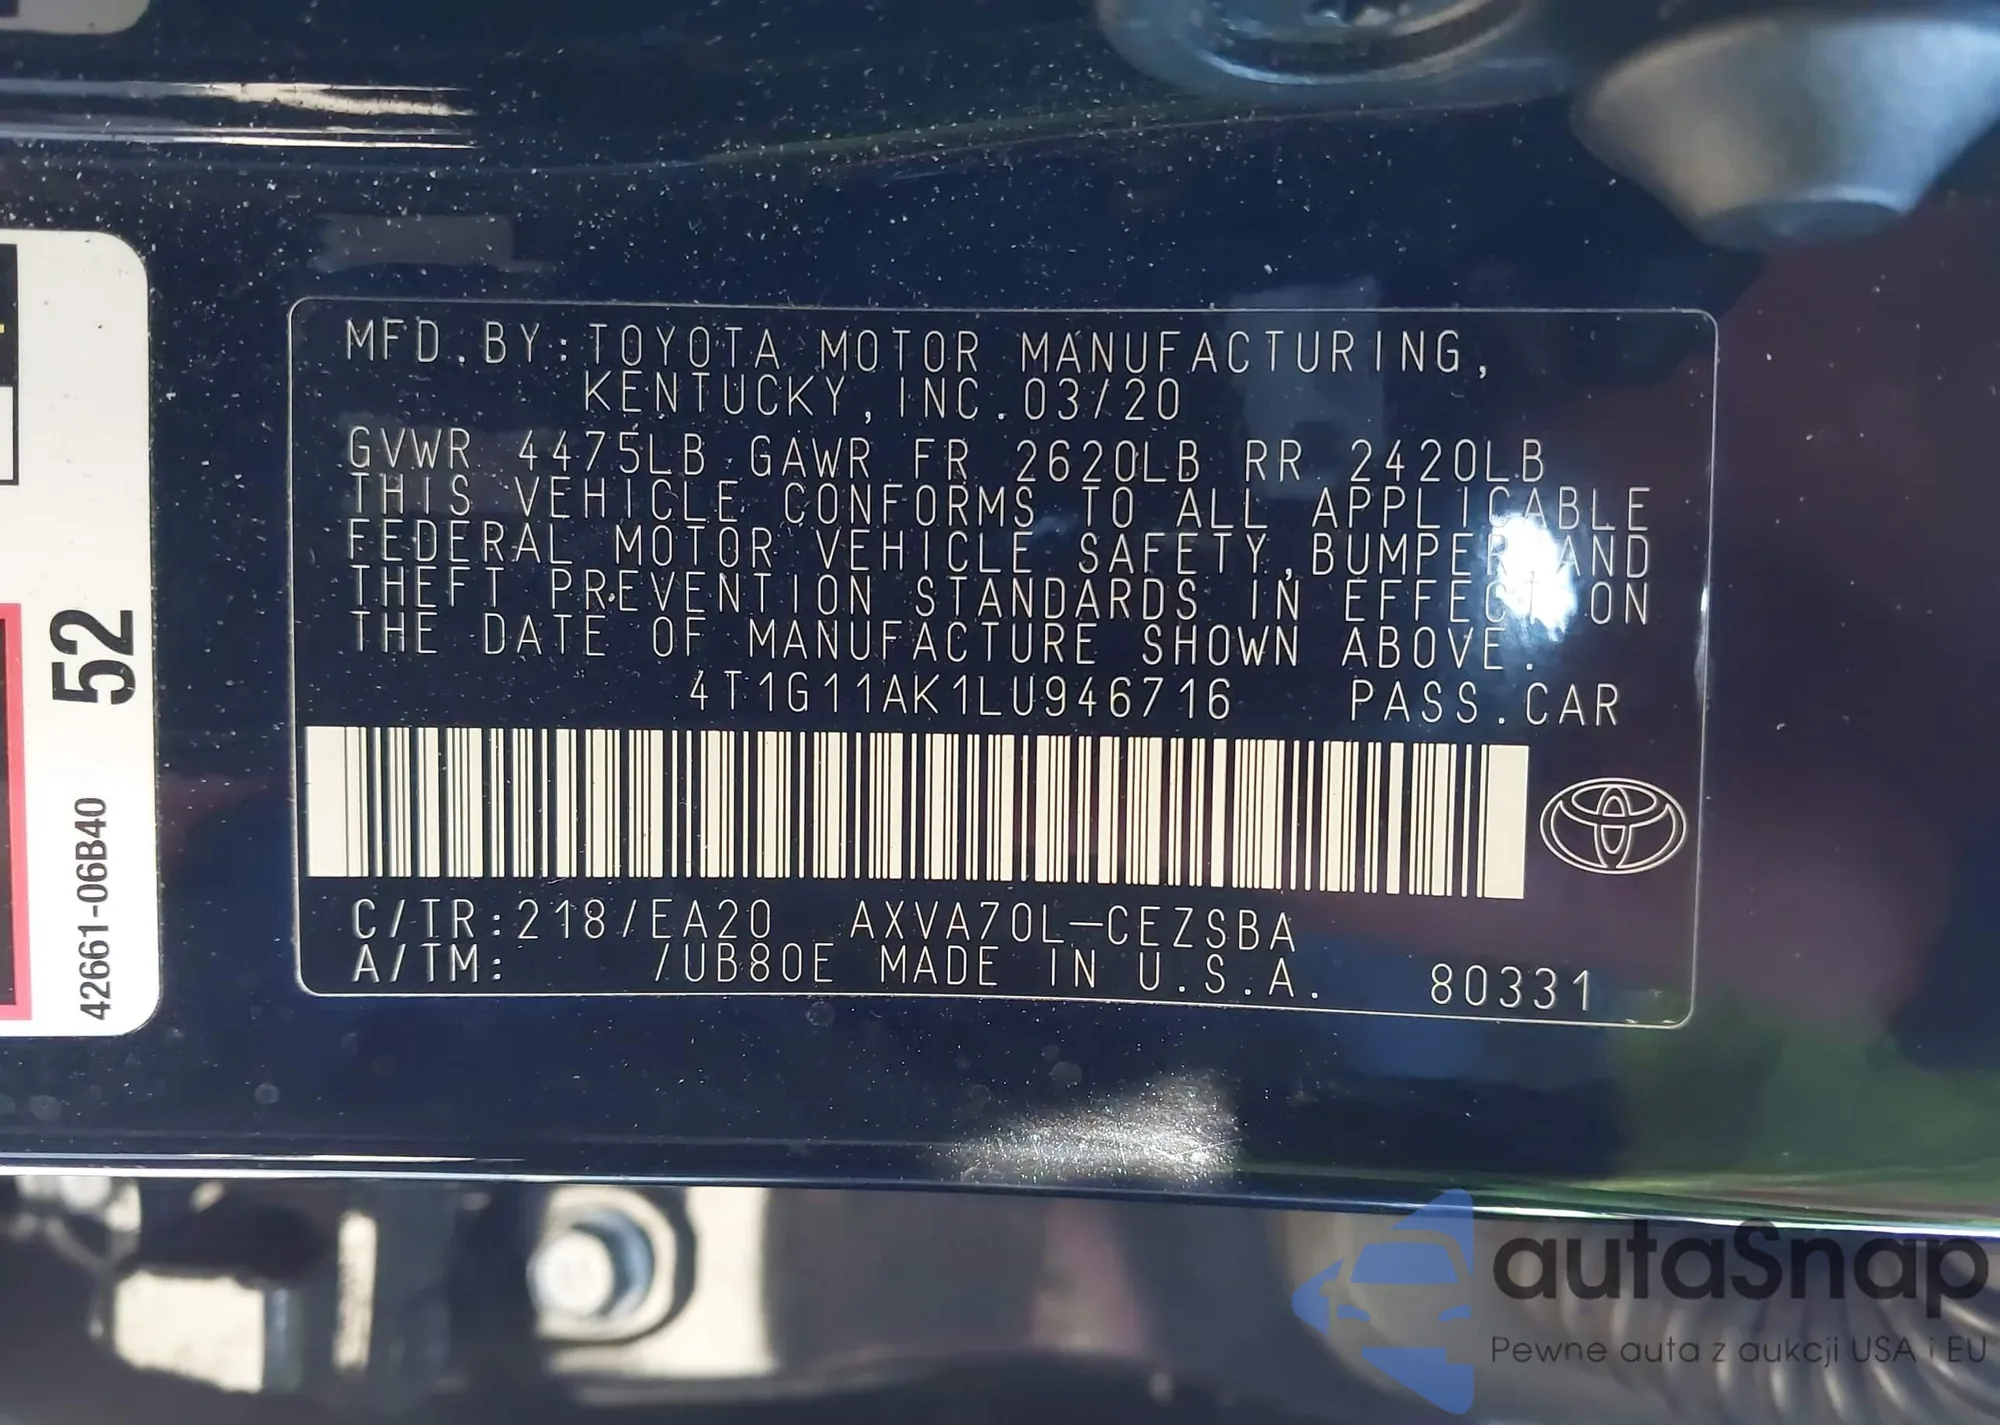 MFD.BY:TOYOTA MOTOR MANUFACTURING,
KENTUCKY,INC.03/20
GVWR 4475LB GAWR FR 2620LB RR 2420LB
THIS VEHICLE CONFORMS TO ALL APPLICABLE
FEDERAL MOTOR VEHICLE SAFETY,BUMPER,AND
THEFT PREVENTION STANDARDS IN EFFECT ON
THE DATE OF MANUFACTURE SHOWN ABOVE.
4T1G11AK1LU946716 PASS.CAR
C/TR:218/EA20 AXVA70L-CEZSBA
A/TM: /UB80E MADE IN U.S.A. 80331
52
42661-06B40
autaSnap
Pewne auta z aukcji USA i EU